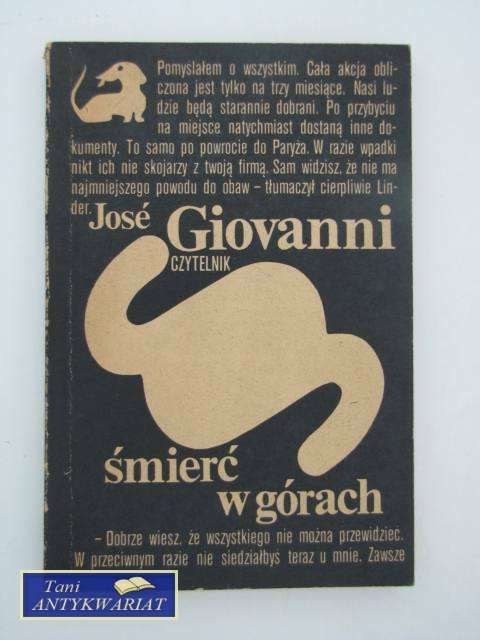 Pomyslałem o wszystkim. Cała akcja obli-
czona jest tylko na trzy miesiące. Nasi lu-
dzie będą starannie dobrani. Po przybyciu
na miejsce natychmiast dostaną inne do-
kumenty. To samo po powrocie do Paryża. W razie wpadki
nikt ich nie skojarzy z twoją firmą. Sam widzisz, że nie ma
najmniejszego powodu do obaw – tłumaczył cierpliwie Lin-
der.
José Giovanni
CZYTELNIK
śmierć
w górach
– Dobrze wiesz, że wszystkiego nie można przewidzieć.
W przeciwnym razie nie siedziałbyś teraz u mnie. Zawsze
Tani
ANTYKWARIAT